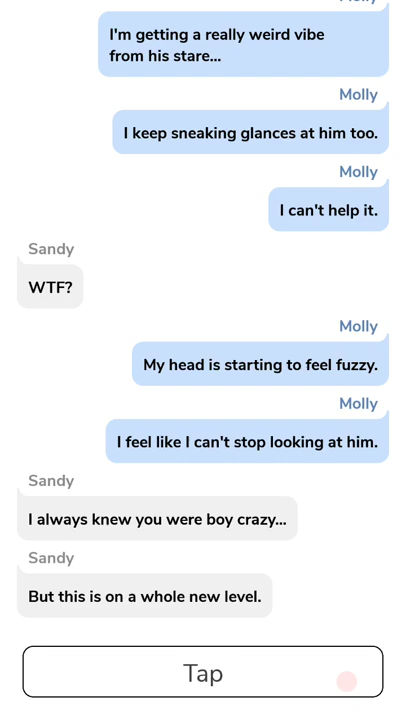 Molly
I'm getting a really weird vibe
from his stare...
Molly
I keep sneaking glances at him too.
Molly
I can't help it.
Sandy
WTF?
Molly
My head is starting to feel fuzzy.
Molly
I feel like I can't stop looking at him.
Sandy
I always knew you were boy crazy...
Sandy
But this is on a whole new level.
Tap